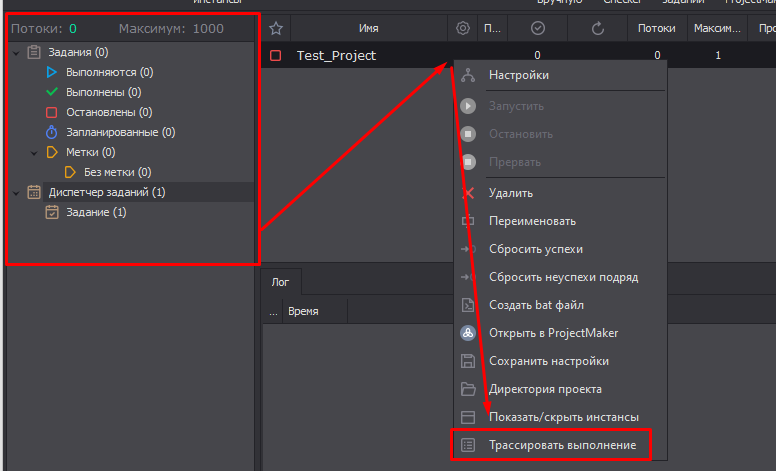 инстансы
Вручную
Checker
заданий
ProjectMaker
Потоки: 0 Максимум: 1000
Имя П... Потоки Максим... Про
Задания (0)
Test_Project 0 0 1
Выполняются (0)
Выполнены (0)
Остановлены (0)
Запланированные (0)
Метки (0)
Без метки (0)
Диспетчер заданий (1)
Задание (1)
Настройки
Запустить
Остановить
Прервать
Удалить
Переименовать
Сбросить успехи
Сбросить неуспехи подряд
Создать bat файл
Открыть в ProjectMaker
Сохранить настройки
Директория проекта
Показать/скрыть инстансы
Трассировать выполнение
Лог
... Время